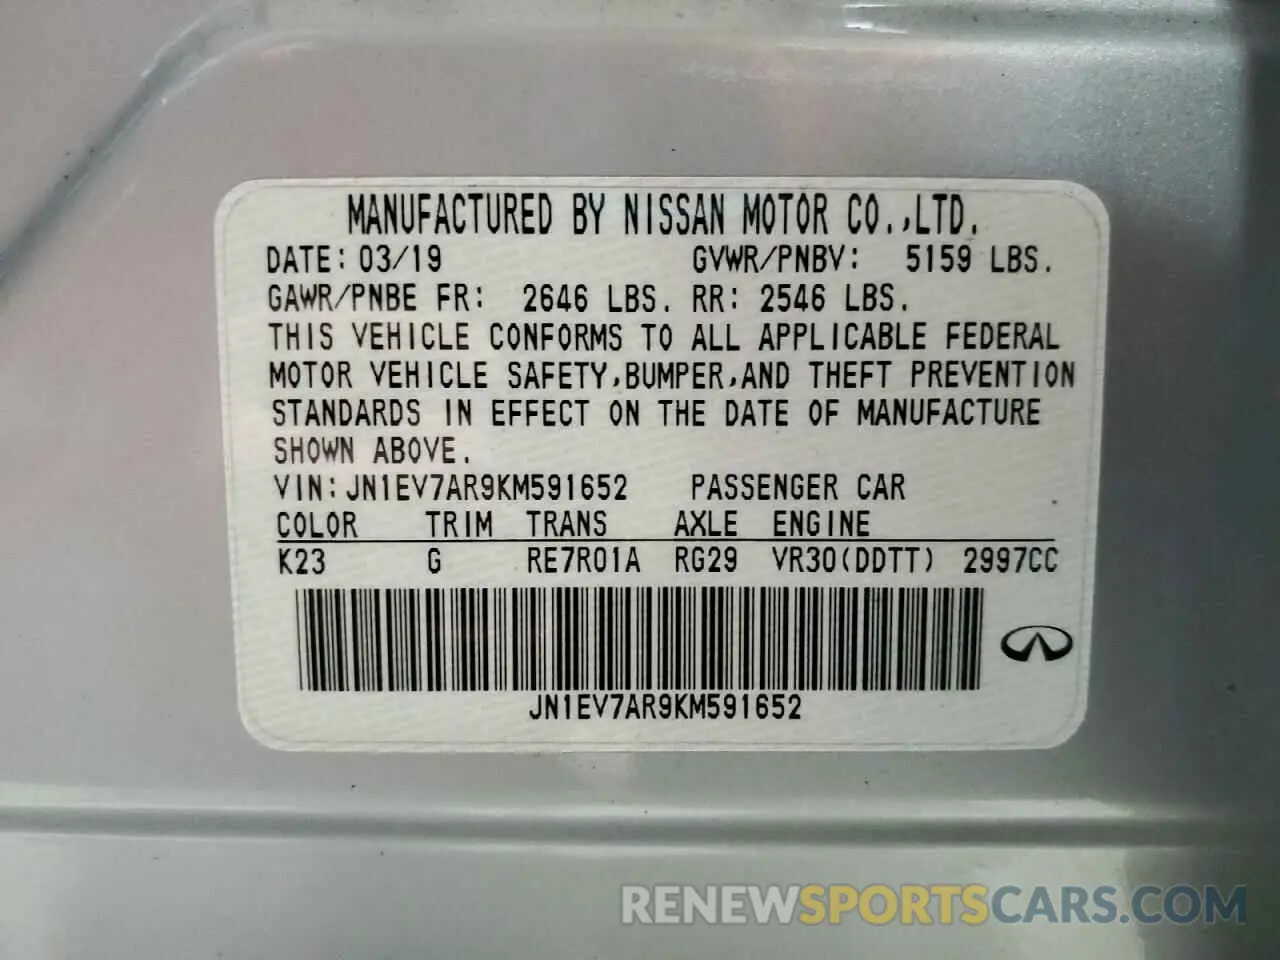 MANUFACTURED BY NISSAN MOTOR CO.,LTD.
DATE: 03/19 GVWR/PNBV: 5159 LBS.
GAWR/PNBE FR: 2646 LBS. RR: 2546 LBS.
THIS VEHICLE CONFORMS TO ALL APPLICABLE FEDERAL
MOTOR VEHICLE SAFETY,BUMPER,AND THEFT PREVENTION
STANDARDS IN EFFECT ON THE DATE OF MANUFACTURE
SHOWN ABOVE.
VIN:JN1EV7AR9KM591652 PASSENGER CAR
COLOR TRIM TRANS AXLE ENGINE
K23 G RE7R01A RG29 VR30(DDTT) 2997CC
JN1EV7AR9KM591652
RENEWSPORTSCARS.COM